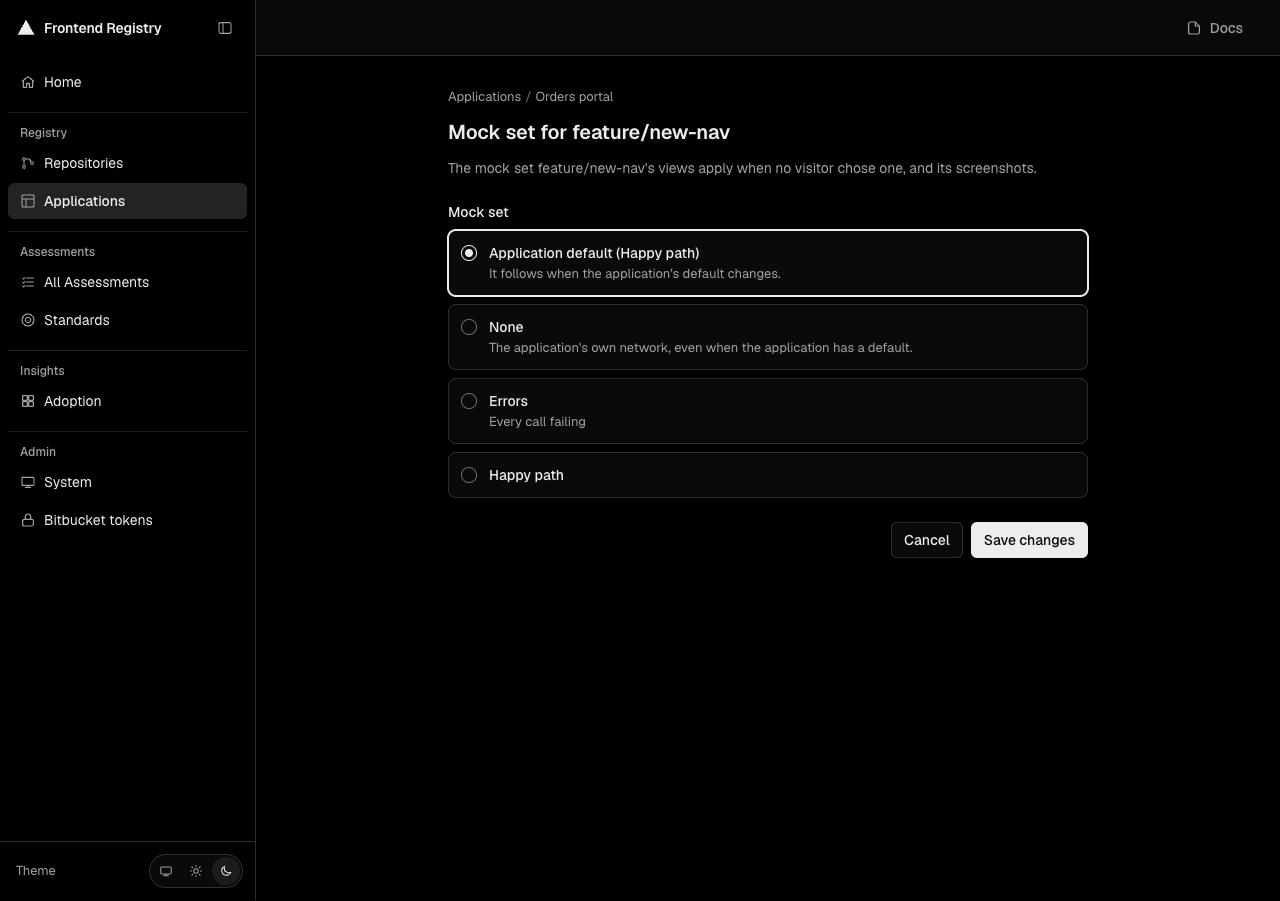 Frontend Registry
Docs
Home
Registry
Repositories
Applications
Assessments
All Assessments
Standards
Insights
Adoption
Admin
System
Bitbucket tokens
Theme
Applications / Orders portal
Mock set for feature/new-nav
The mock set feature/new-nav's views apply when no visitor chose one, and its screenshots.
Mock set
Application default (Happy path)
It follows when the application's default changes.
None
The application's own network, even when the application has a default.
Errors
Every call failing
Happy path
Cancel
Save changes